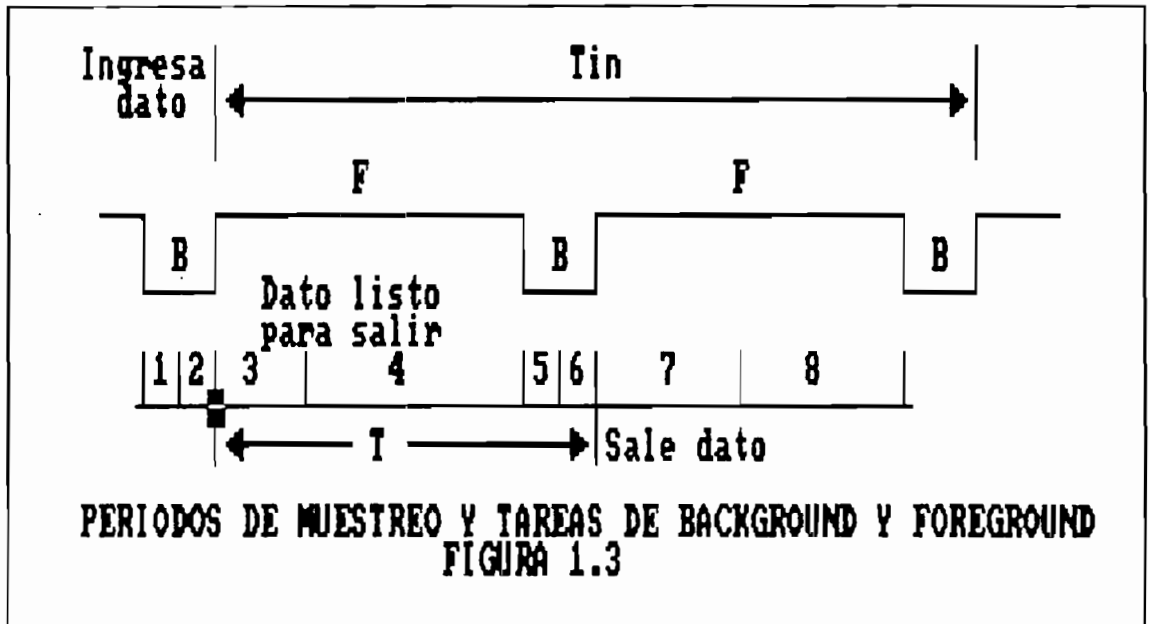 Ingresa
dato
Tin
F F
B B B
Dato listo
para salir
1 2 3 4 5 6 7 8
T Sale dato
PERIODOS DE MUESTREO Y TAREAS DE BACKGROUND Y FOREGROUND
FIGURA 1.3